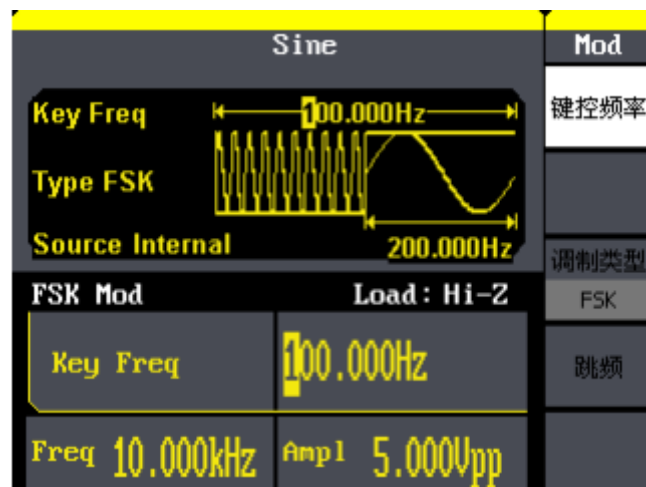 Sine
Mod
Key Freq
100.000Hz
键控频率
Type FSK
Source Internal
200.000Hz
调制类型
FSK
FSK Mod
Load: Hi-Z
Key Freq
100.000Hz
跳频
Freq 10.000kHz
Ampl 5.000Vpp